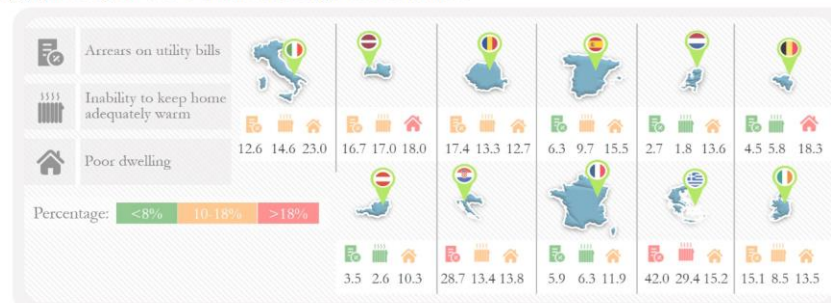 Arrears on utility bills
Inability to keep home
adequately warm
Poor dwelling
Percentage: <8% 10-18% >18%
12.6 14.6 23.0
16.7 17.0 18.0
17.4 13.3 12.7
6.3 9.7 15.5
2.7 1.8 13.6
4.5 5.8 18.3
3.5 2.6 10.3
28.7 13.4 13.8
5.9 6.3 11.9
42.0 29.4 15.2
15.1 8.5 13.5